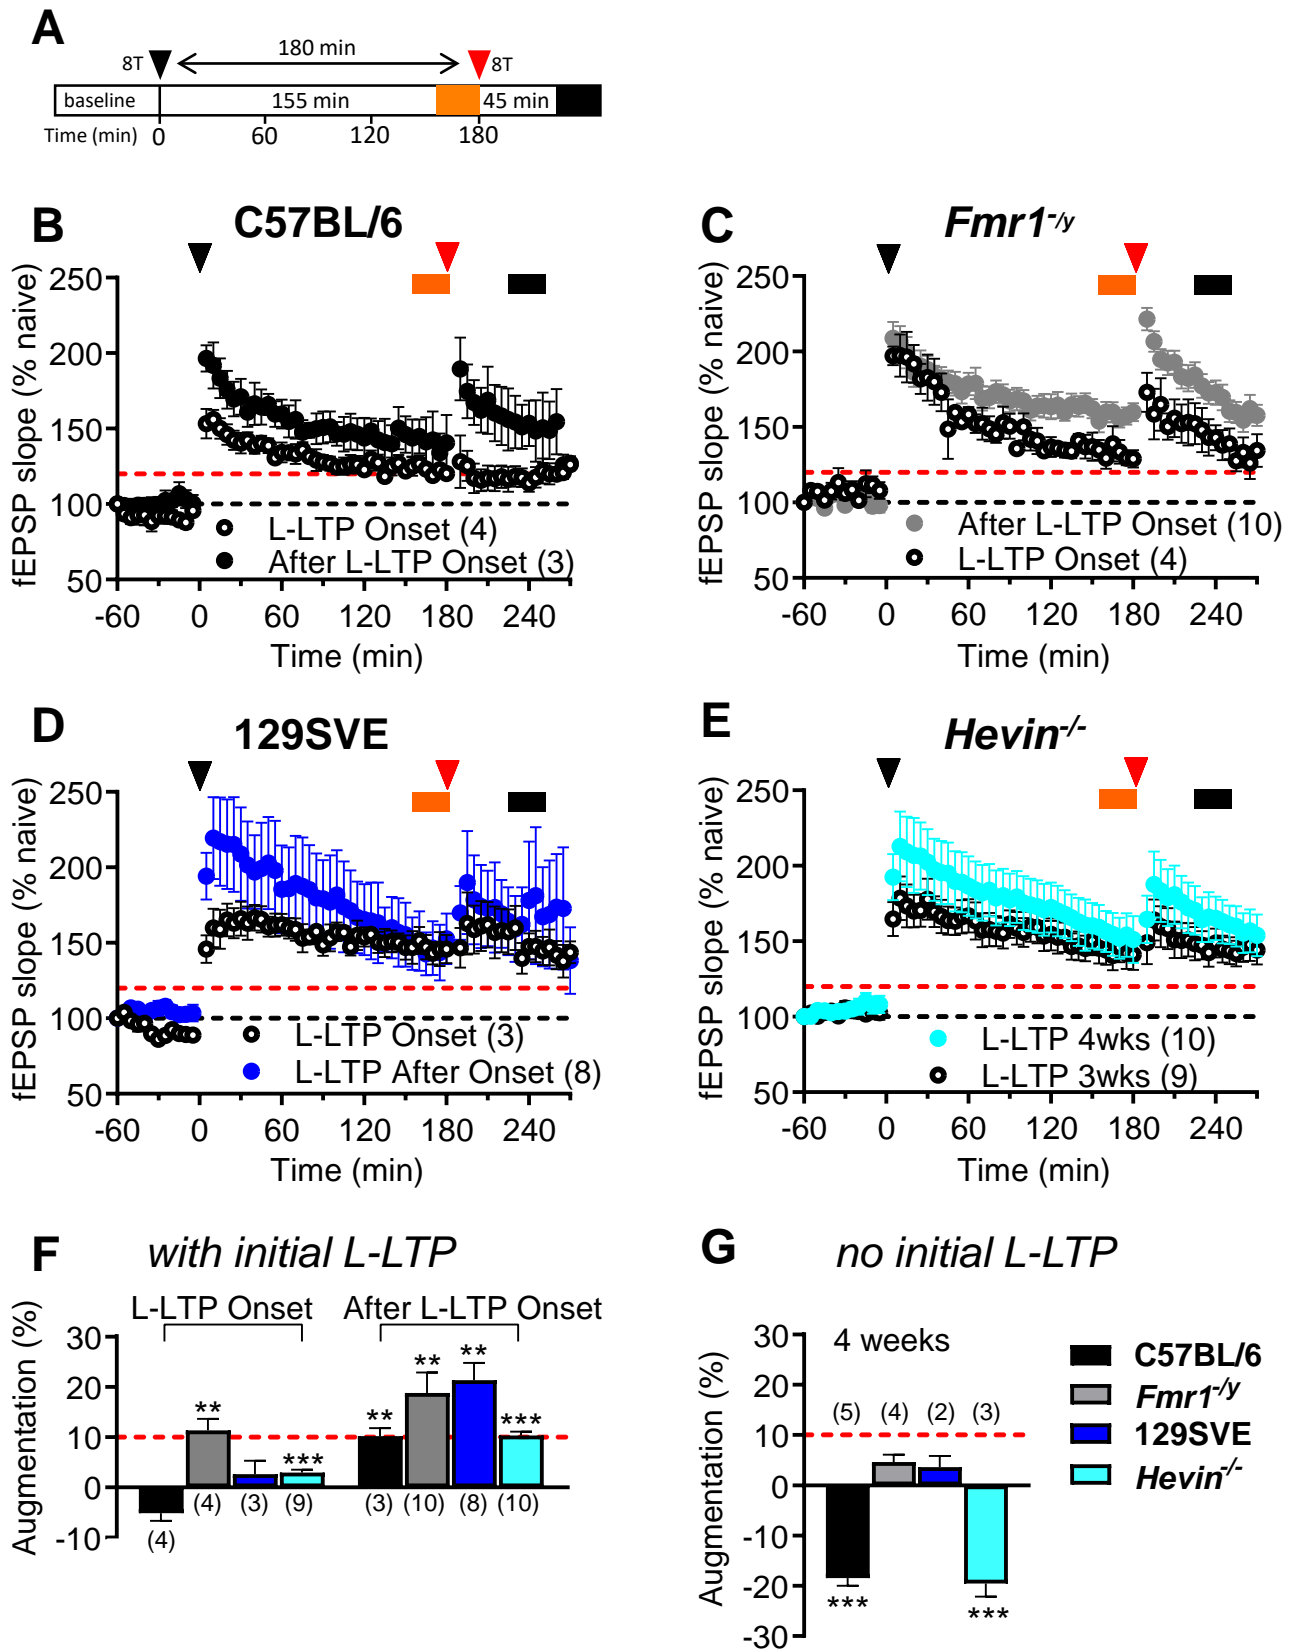 A
180 min
8T
8T
baseline
155 min
45 min
Time (min)
0
60
120
180
B
C57BL/6
fEPSP slope (% naive)
250
200
150
100
50
L-LTP Onset (4)
After L-LTP Onset (3)
-60
0
60
120
180
240
Time (min)
C
Fmr1-/y
fEPSP slope (% naive)
250
200
150
100
50
After L-LTP Onset (10)
L-LTP Onset (4)
-60
0
60
120
180
240
Time (min)
D
129SVE
fEPSP slope (% naive)
250
200
150
100
50
L-LTP Onset (3)
L-LTP After Onset (8)
-60
0
60
120
180
240
Time (min)
E
Hevin-/-
fEPSP slope (% naive)
250
200
150
100
50
L-LTP 4wks (10)
L-LTP 3wks (9)
-60
0
60
120
180
240
Time (min)
F
with initial L-LTP
L-LTP Onset
After L-LTP Onset
Augmentation (%)
30
20
10
0
-10
**
***
**
**
**
***
(4)
(4)
(3)
(9)
(3)
(10)
(8)
(10)
G
no initial L-LTP
4 weeks
Augmentation (%)
30
20
10
0
-10
-20
-30
(5)
(4)
(2)
(3)
***
***
C57BL/6
Fmr1-/y
129SVE
Hevin-/-